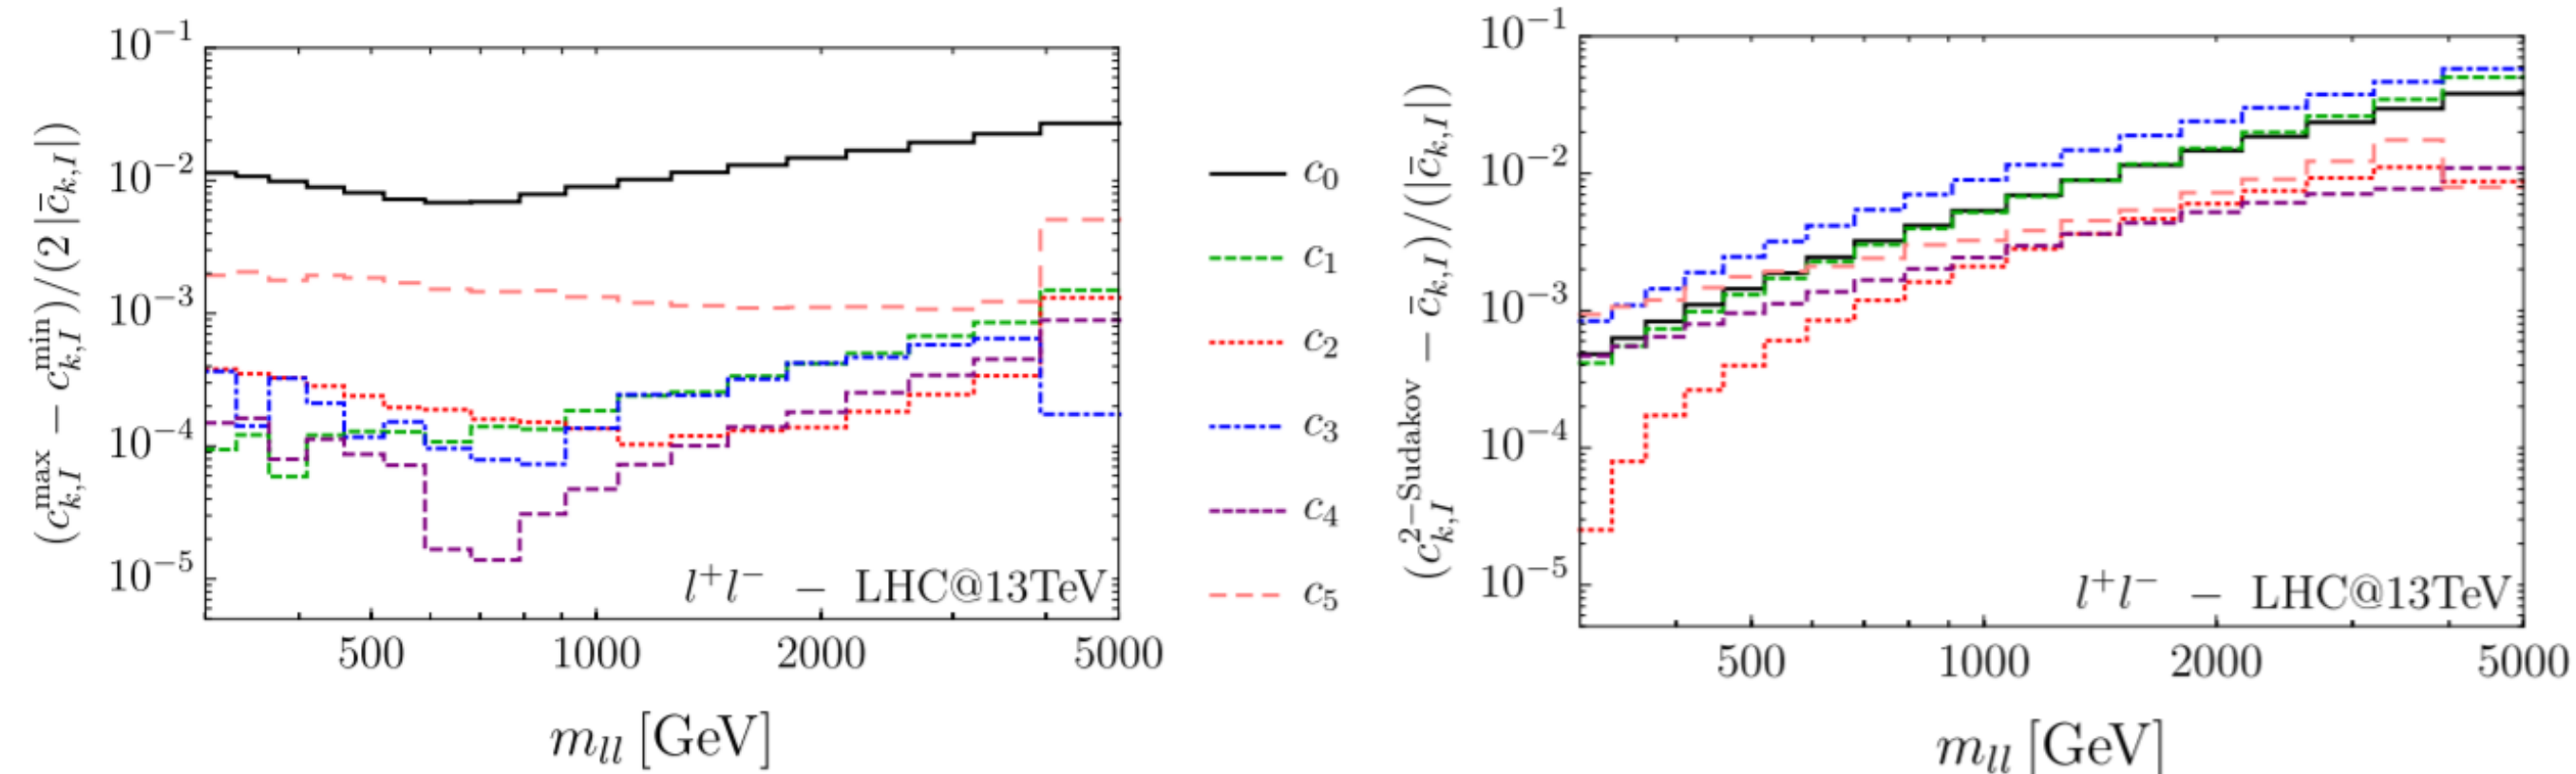 (c_{k,I}^{max} − c_{k,I}^{min})/(2 |c̄_{k,I}|)
10^{-1}
10^{-2}
10^{-3}
10^{-4}
10^{-5}
l^+l^- − LHC@13TeV
500 1000 2000 5000
m_{ll} [GeV]
c_0
c_1
c_2
c_3
c_4
c_5
(c_{k,I}^{2−Sudakov} − c̄_{k,I})/(|c̄_{k,I}|)
10^{-1}
10^{-2}
10^{-3}
10^{-4}
10^{-5}
l^+l^- − LHC@13TeV
500 1000 2000 5000
m_{ll} [GeV]